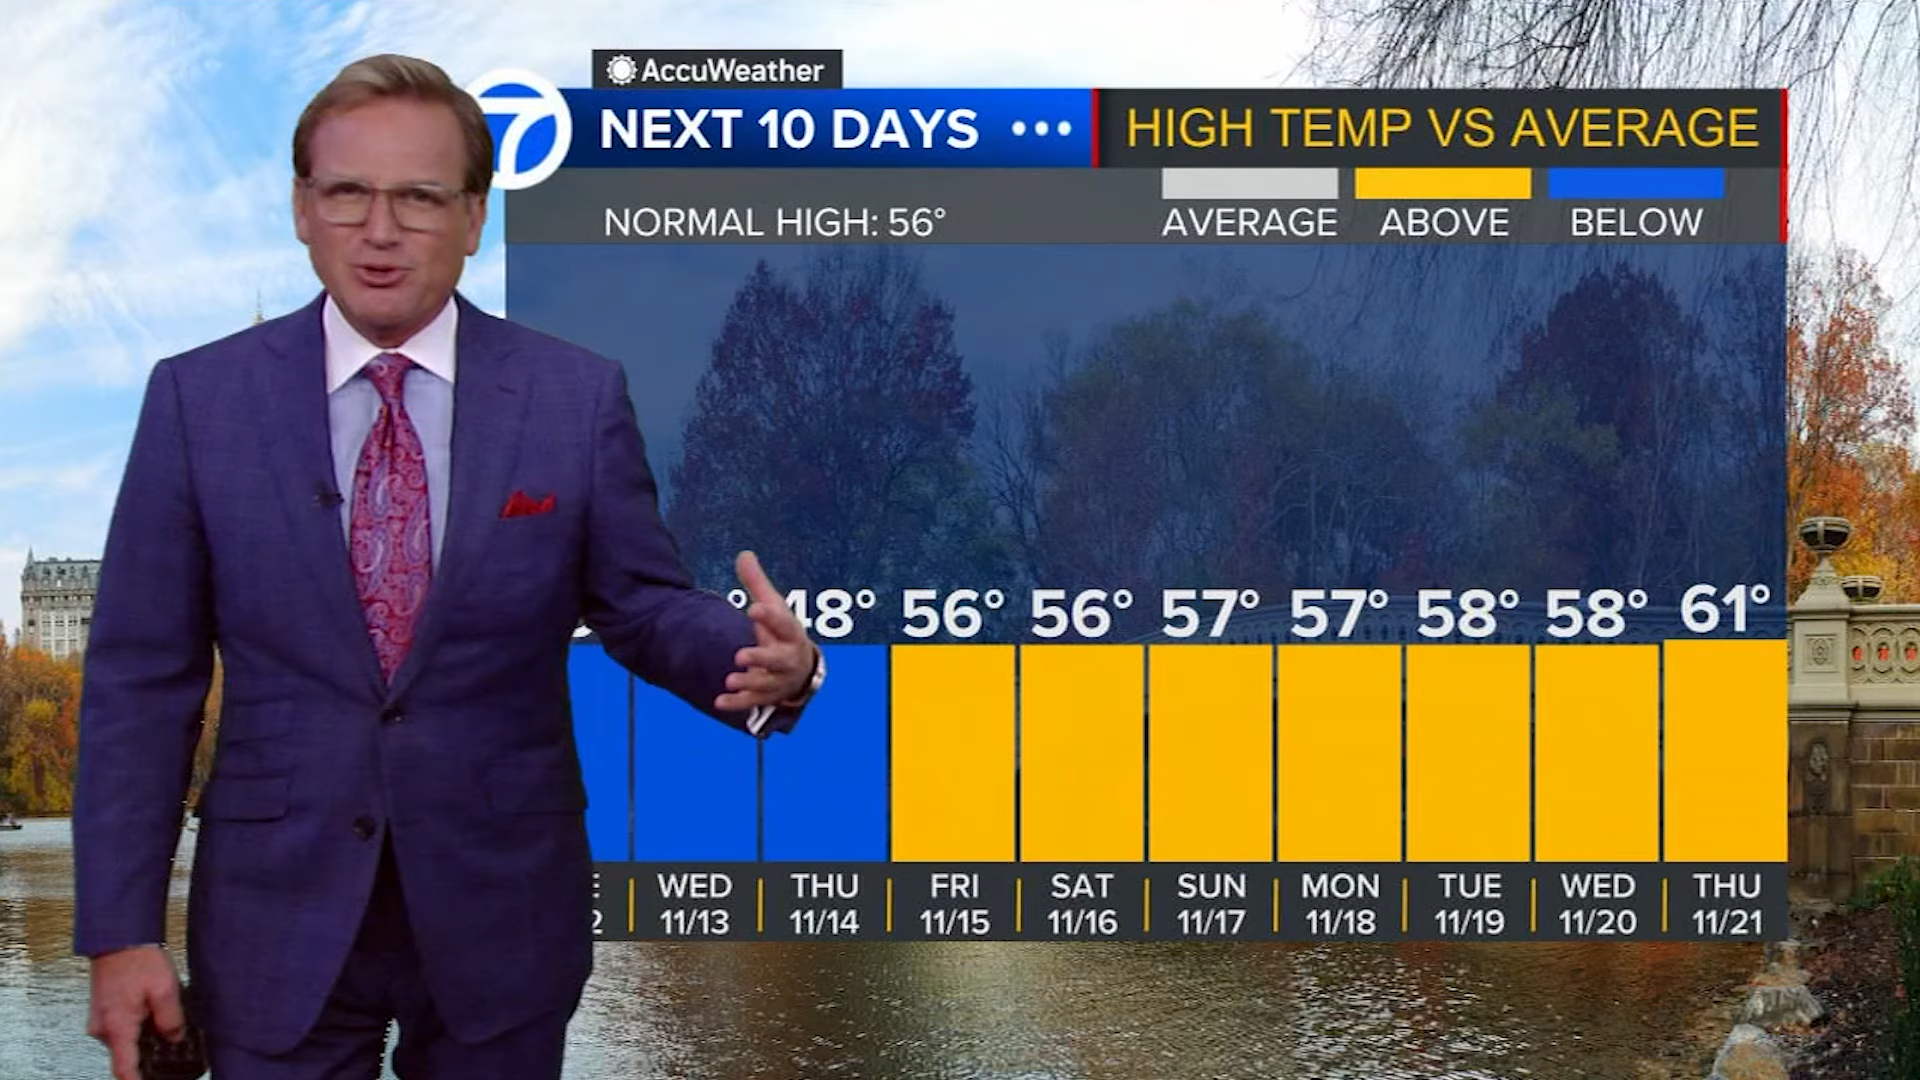 AccuWeather
7 NEXT 10 DAYS ... HIGH TEMP VS AVERAGE
NORMAL HIGH: 56° AVERAGE ABOVE BELOW
48° 56° 56° 57° 57° 58° 58° 61°
WED THU FRI SAT SUN MON TUE WED THU
11/13 11/14 11/15 11/16 11/17 11/18 11/19 11/20 11/21